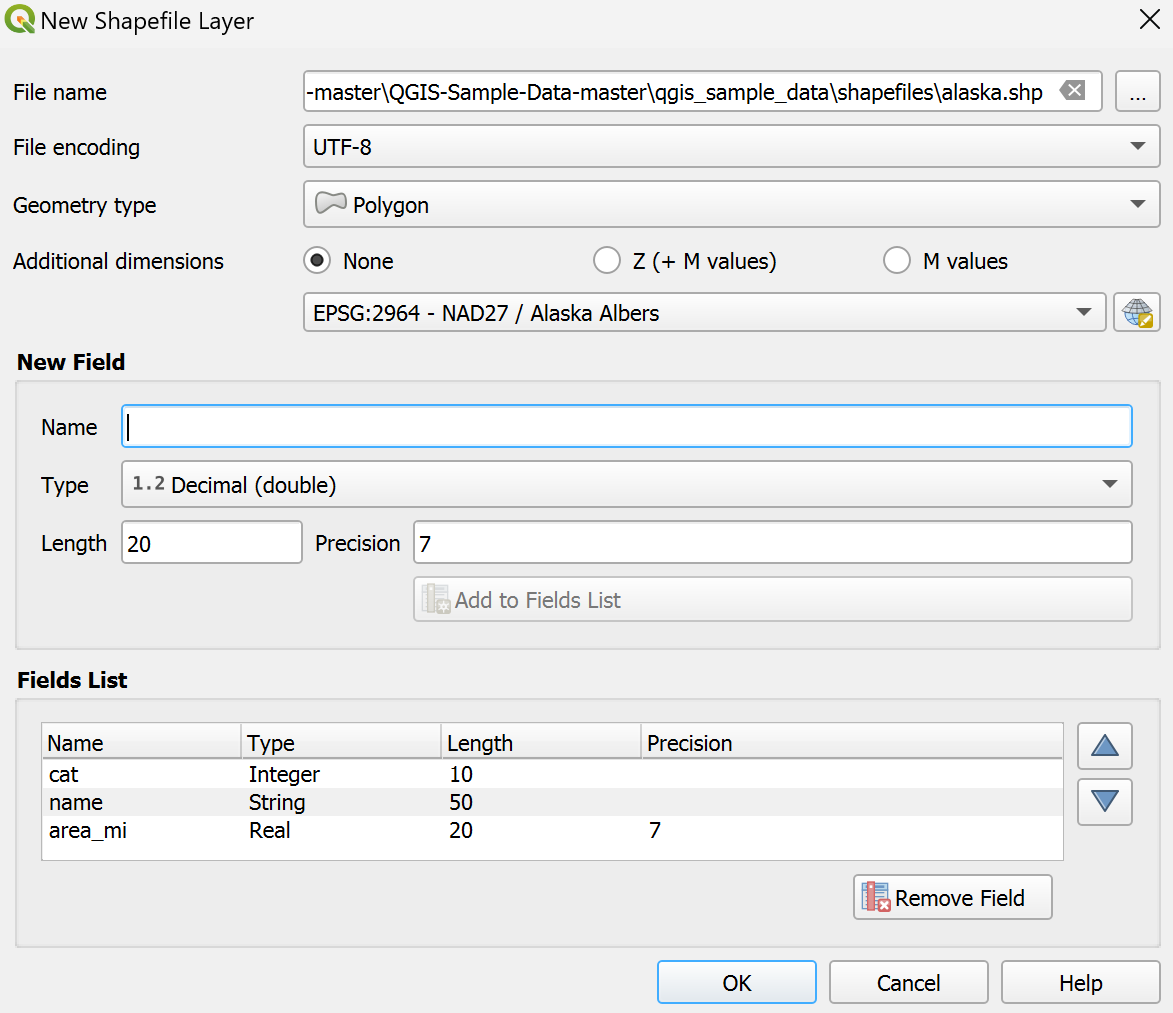 New Shapefile Layer
File name -master\QGIS-Sample-Data-master\qgis_sample_data\shapefiles\alaska.shp ...
File encoding UTF-8
Geometry type Polygon
Additional dimensions None Z (+ M values) M values
EPSG:2964 - NAD27 / Alaska Albers
New Field
Name
Type 1.2 Decimal (double)
Length 20 Precision 7
Add to Fields List
Fields List
Name Type Length Precision
cat Integer 10
name String 50
area_mi Real 20 7
Remove Field
OK Cancel Help